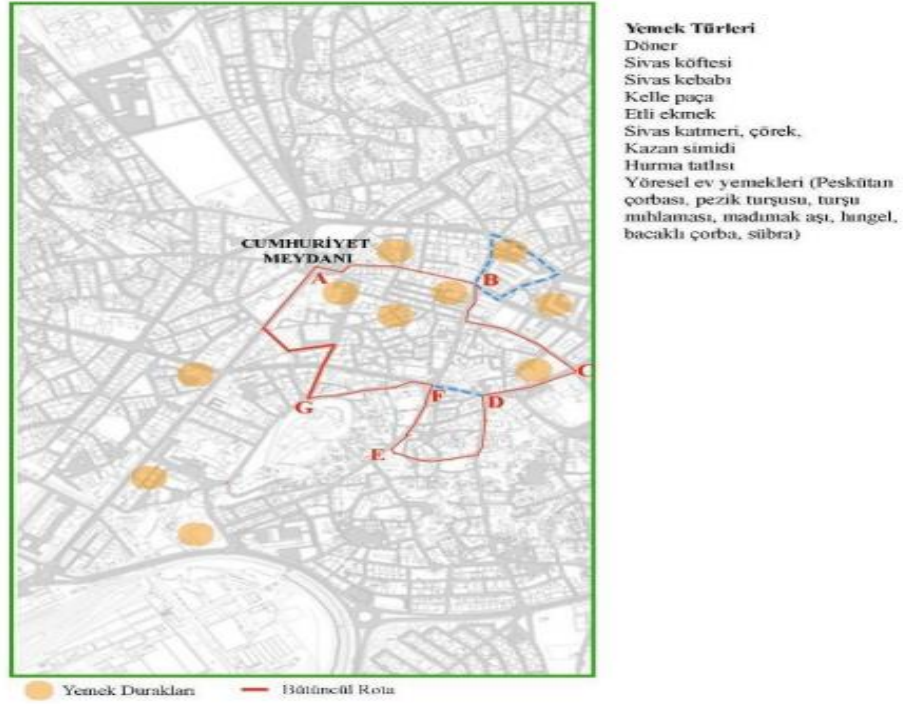 Yemek Türleri
Döner
Sivas köftesi
Sivas kebabı
Kelle paça
Etli ekmek
Sivas katmeri, çörek,
Kazan simidi
Hurma tatlısı
Yöresel ev yemekleri (Peskütan
çorbası, pezik turşusu, turşu
mıhlaması, madımak aşı, hıngel,
bacaklı çorba, sübra)
CUMHURİYET
MEYDANI
A
B
C
G
F
D
E
Yemek Durakları
Bütüncül Rota